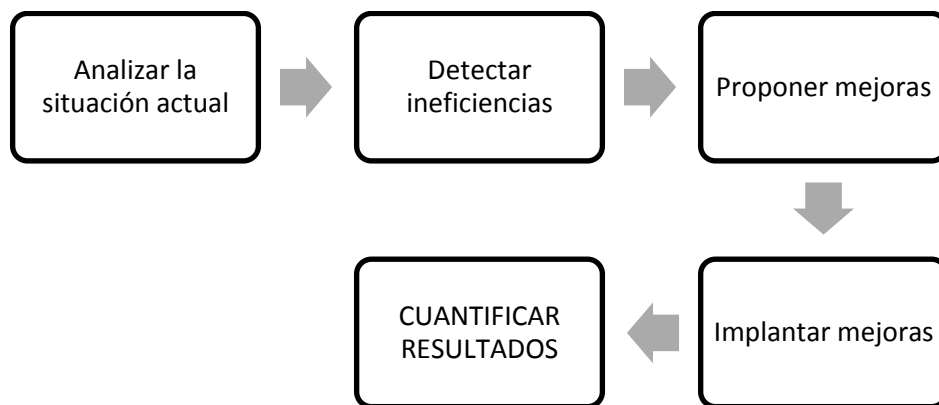 Analizar la
situación actual
Detectar
ineficiencias
Proponer mejoras
Implantar mejoras
CUANTIFICAR
RESULTADOS